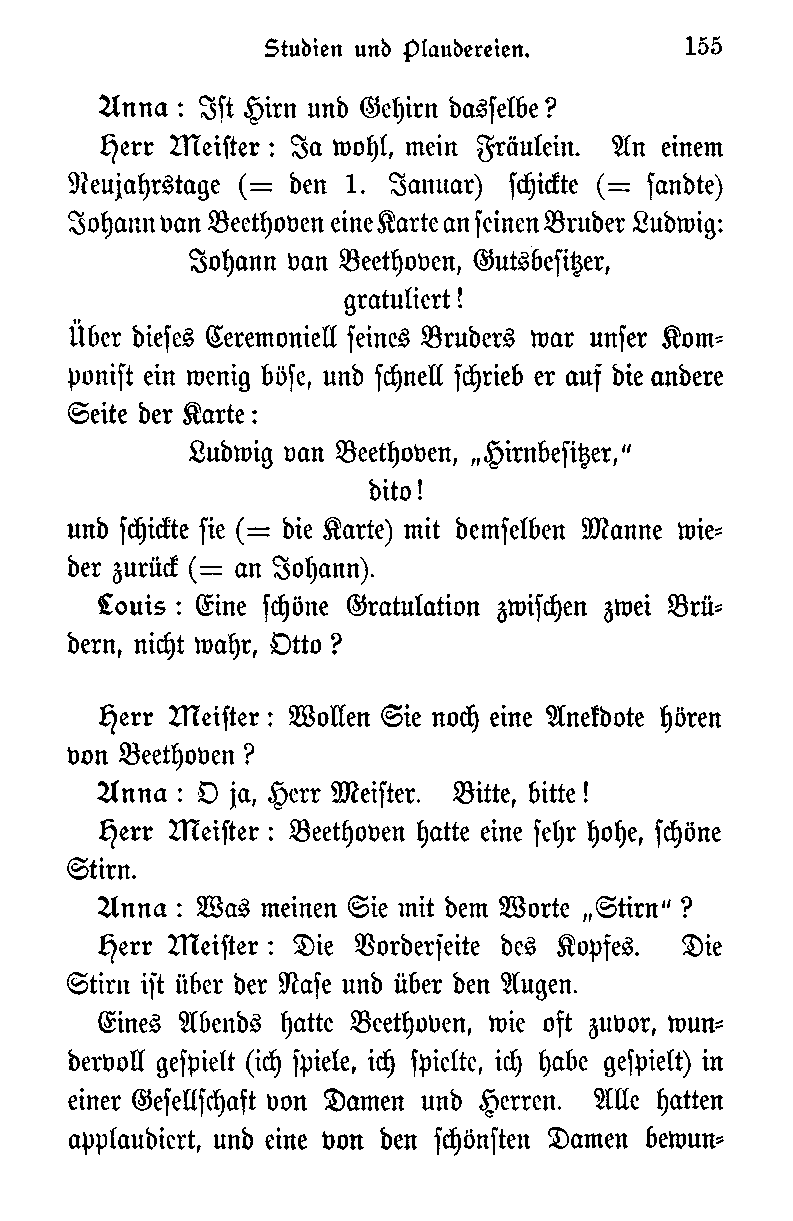 Studien und Plaudereien. 155
Anna : Ist Hirn und Gehirn dasselbe ?
Herr Meister : Ja wohl, mein Fräulein. An einem
Neujahrstage (= den 1. Januar) schickte (= sandte)
Johann van Beethoven eine Karte an seinen Bruder Ludwig:
Johann van Beethoven, Gutsbesitzer,
gratuliert !
Über dieses Ceremoniell seines Bruders war unser Kom-
ponist ein wenig böse, und schnell schrieb er auf die andere
Seite der Karte :
Ludwig van Beethoven, „Hirnbesitzer,“
dito !
und schickte sie (= die Karte) mit demselben Manne wie-
der zurück (= an Johann).
Louis : Eine schöne Gratulation zwischen zwei Brü-
dern, nicht wahr, Otto ?
Herr Meister : Wollen Sie noch eine Anekdote hören
von Beethoven ?
Anna : O ja, Herr Meister. Bitte, bitte !
Herr Meister : Beethoven hatte eine sehr hohe, schöne
Stirn.
Anna : Was meinen Sie mit dem Worte „Stirn“ ?
Herr Meister : Die Vorderseite des Kopfes. Die
Stirn ist über der Nase und über den Augen.
Eines Abends hatte Beethoven, wie oft zuvor, wun-
dervoll gespielt (ich spiele, ich spielte, ich habe gespielt) in
einer Gesellschaft von Damen und Herren. Alle hatten
applaudiert, und eine von den schönsten Damen bewun-